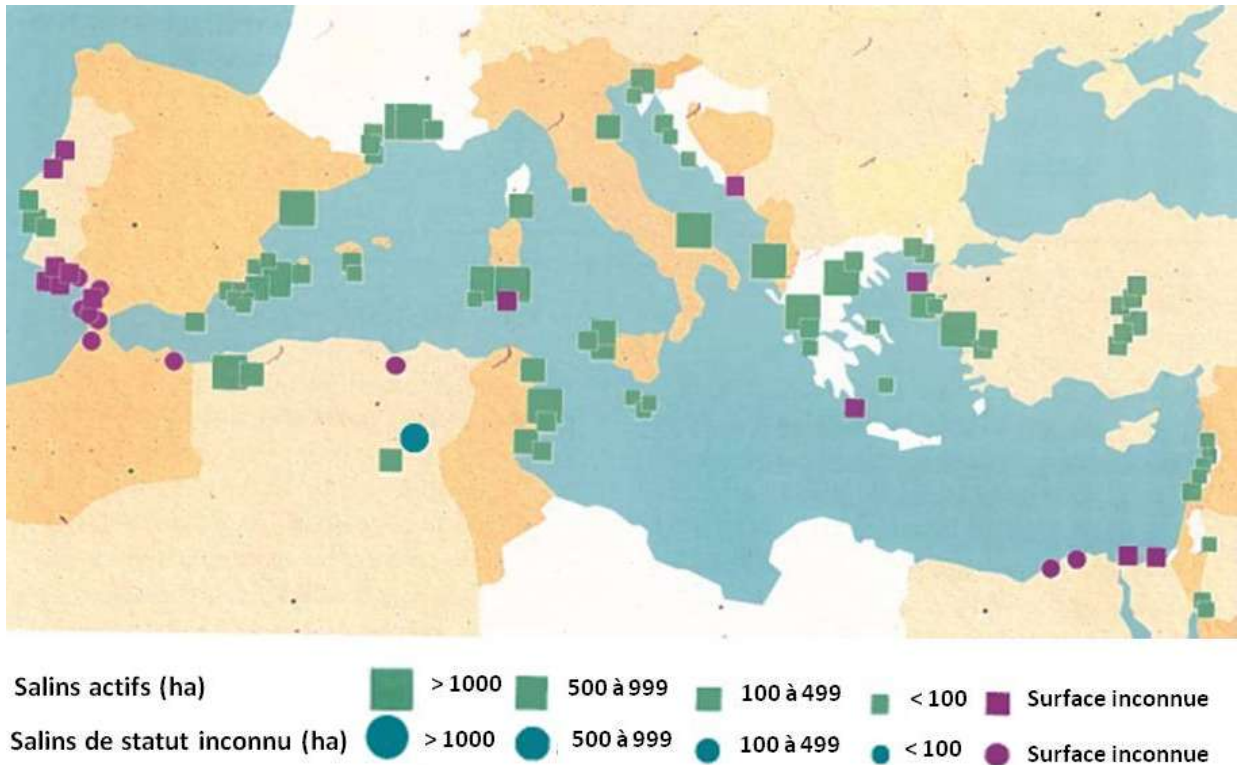 Salins actifs (ha) > 1000 500 à 999 100 à 499 < 100 Surface inconnue
Salins de statut inconnu (ha) > 1000 500 à 999 100 à 499 < 100 Surface inconnue